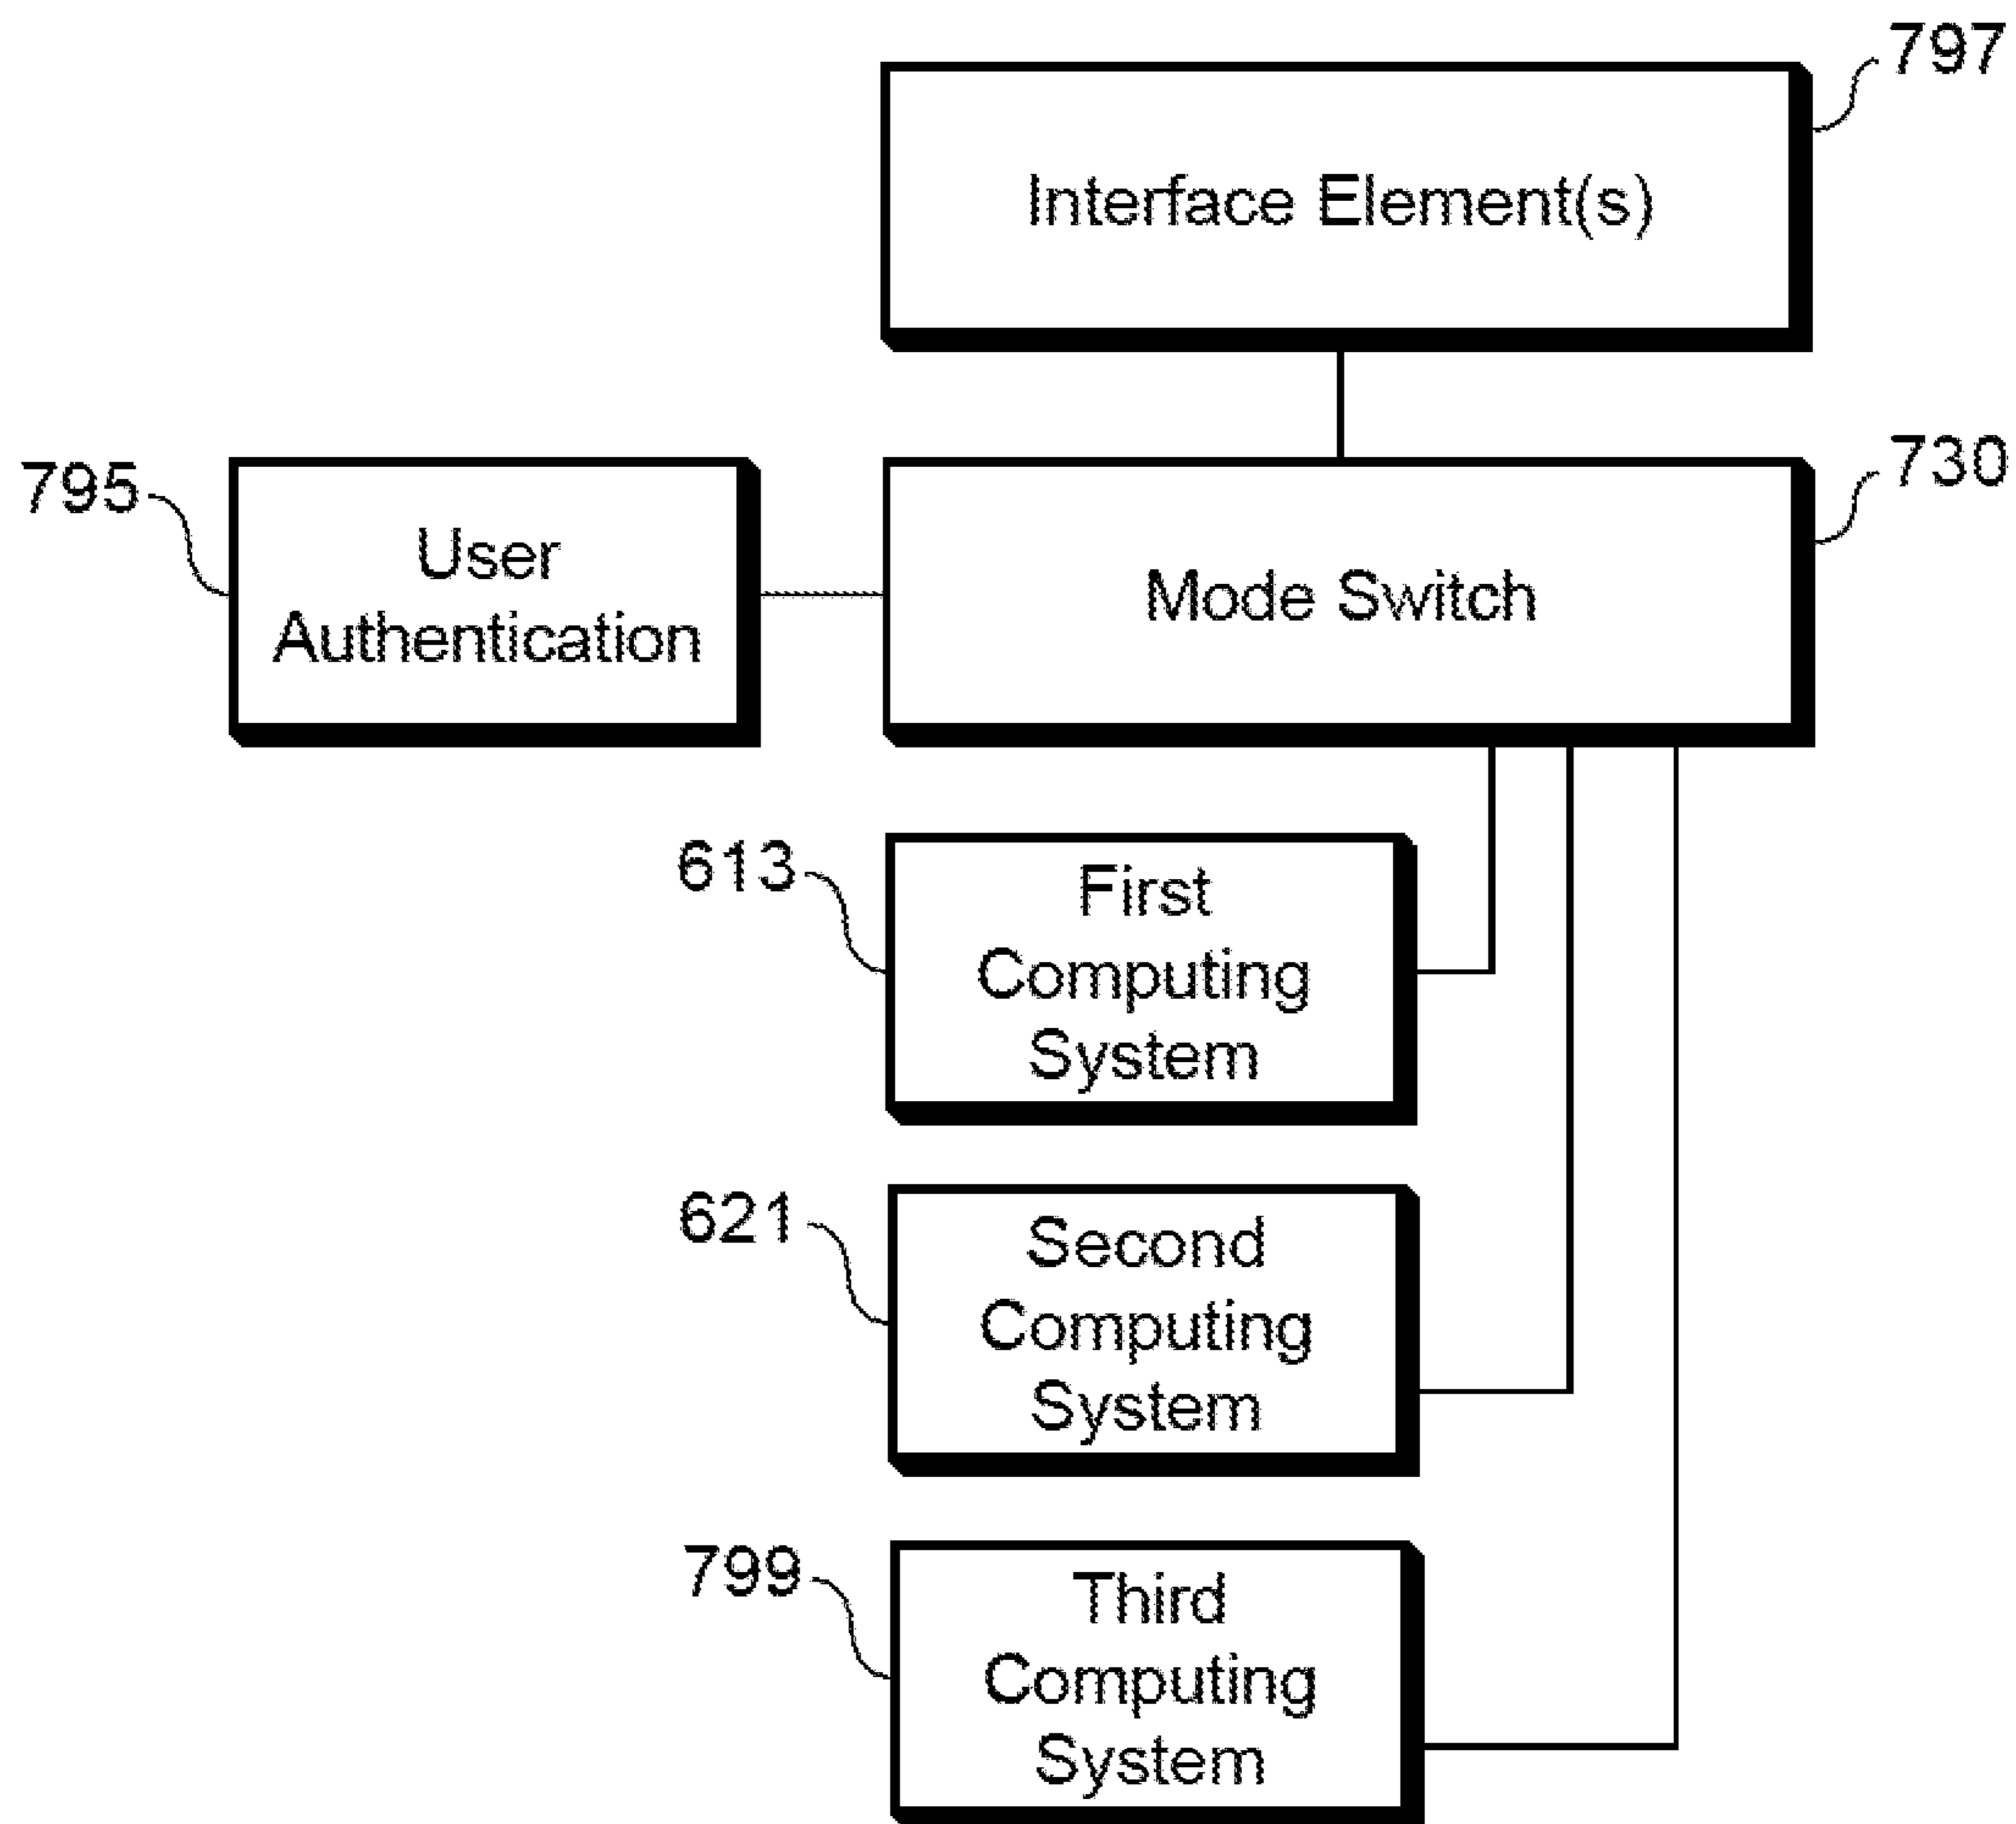 797
Interface Element(s)
730
795
User
Authentication
Mode Switch
613
First
Computing
System
621
Second
Computing
System
799
Third
Computing
System